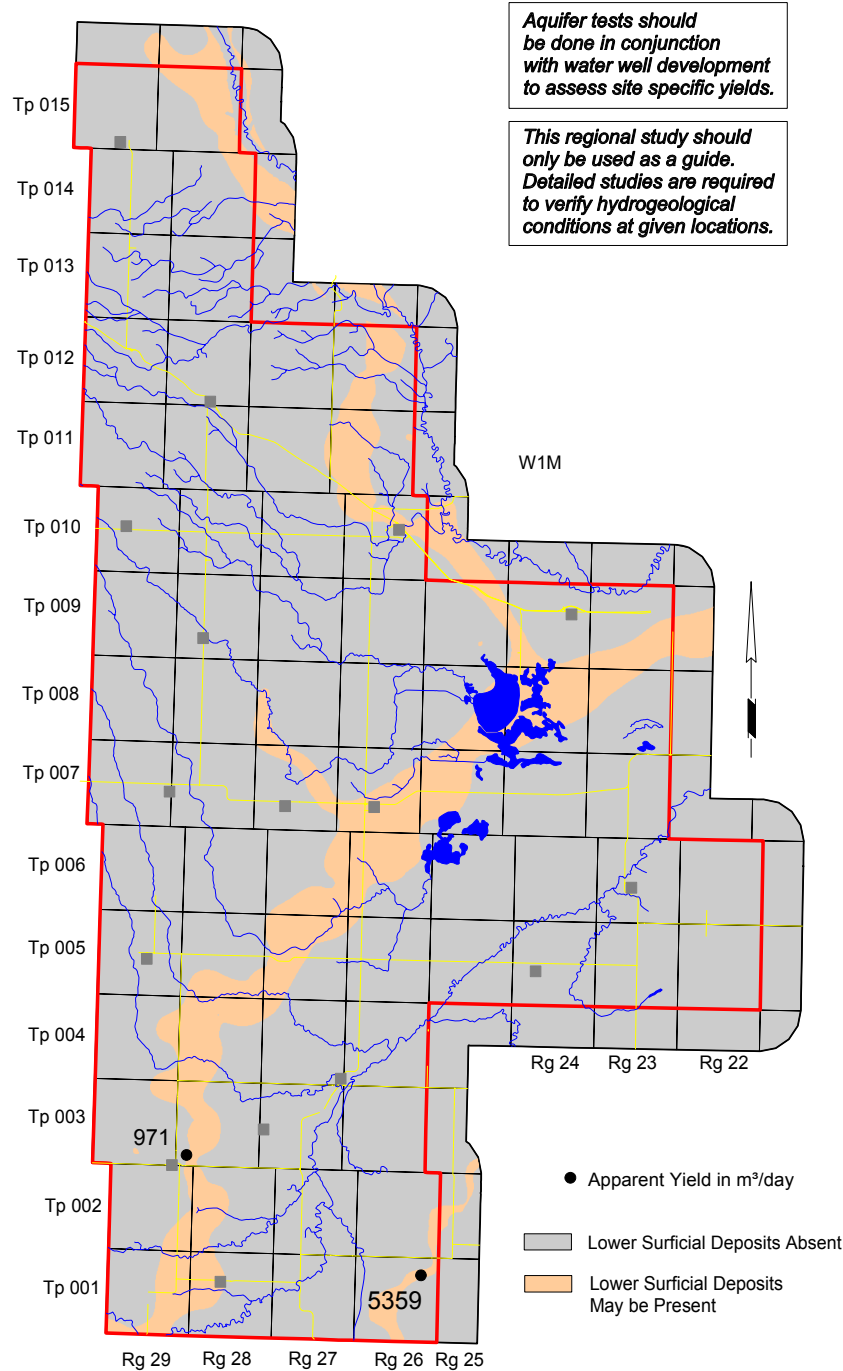 Aquifer tests should
be done in conjunction
with water well development
to assess site specific yields.
This regional study should
only be used as a guide.
Detailed studies are required
to verify hydrogeological
conditions at given locations.
Tp 015
Tp 014
Tp 013
Tp 012
Tp 011
W1M
Tp 010
Tp 009
Tp 008
Tp 007
Tp 006
Tp 005
Tp 004
Rg 24 Rg 23 Rg 22
Tp 003
971
Apparent Yield in m³/day
Tp 002
Lower Surficial Deposits Absent
Tp 001
Lower Surficial Deposits
May be Present
5359
Rg 29 Rg 28 Rg 27 Rg 26 Rg 25